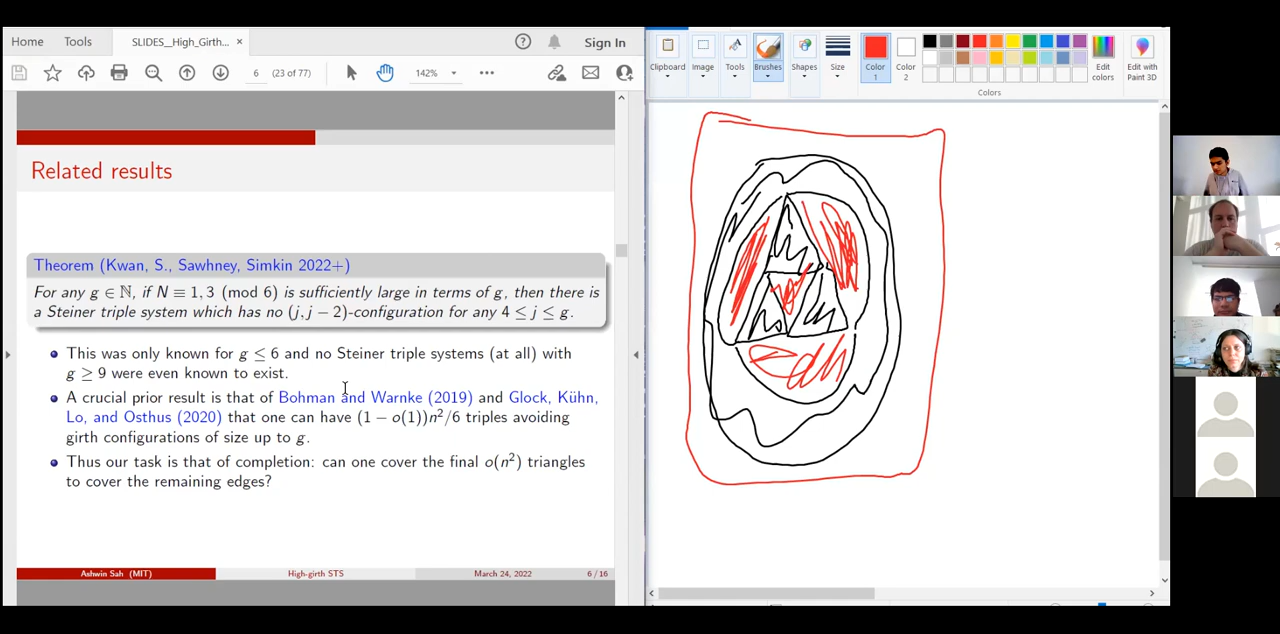 Home Tools SLIDES__High_Girth... × Sign In
6 (23 of 77) 142%
Related results
Theorem (Kwan, S., Sawhney, Simkin 2022+)
For any g ∈ ℕ, if N ≡ 1, 3 (mod 6) is sufficiently large in terms of g, then there is
a Steiner triple system which has no (j, j − 2)-configuration for any 4 ≤ j ≤ g.
• This was only known for g ≤ 6 and no Steiner triple systems (at all) with
g ≥ 9 were even known to exist.
• A crucial prior result is that of Bohman and Warnke (2019) and Glock, Kühn,
Lo, and Osthus (2020) that one can have (1 − o(1))n²/6 triples avoiding
girth configurations of size up to g.
• Thus our task is that of completion: can one cover the final o(n²) triangles
to cover the remaining edges?
Ashwin Sah (MIT) High-girth STS March 24, 2022 6 / 16
Clipboard Image Tools Brushes Shapes Size Color 1 Color 2 Edit colors Edit with Paint 3D
Colors